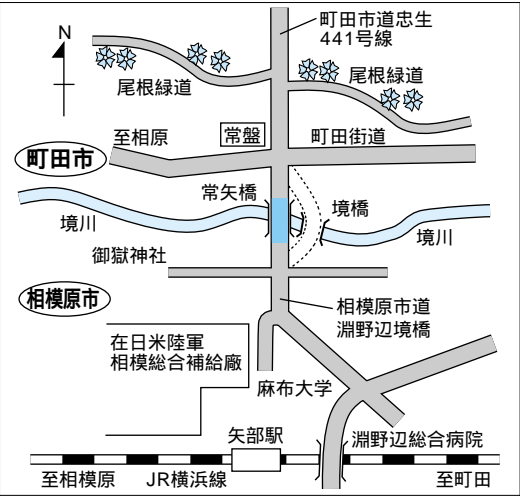 N
町田市道忠生
441号線
尾根緑道
尾根緑道
至相原
常盤
町田街道
町田市
常矢橋
境橋
境川
境川
御嶽神社
相模原市
相模原市道
淵野辺境橋
在日米陸軍
相模総合補給廠
麻布大学
矢部駅
淵野辺総合病院
至相模原
JR横浜線
至町田